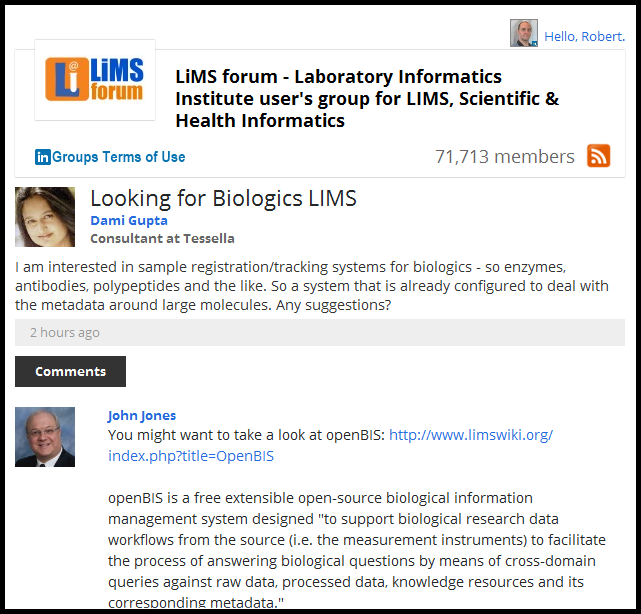 Hello, Robert.
LiMS
forum
LiMS forum - Laboratory Informatics
Institute user's group for LIMS, Scientific &
Health Informatics
in Groups Terms of Use
71,713 members
Looking for Biologics LIMS
Dami Gupta
Consultant at Tessella
I am interested in sample registration/tracking systems for biologics - so enzymes,
antibodies, polypeptides and the like. So a system that is already configured to deal with
the metadata around large molecules. Any suggestions?
2 hours ago
Comments
John Jones
You might want to take a look at openBIS: http://www.limswiki.org/
index.php?title=OpenBIS
openBIS is a free extensible open-source biological information
management system designed "to support biological research data
workflows from the source (i.e. the measurement instruments) to facilitate
the process of answering biological questions by means of cross-domain
queries against raw data, processed data, knowledge resources and its
corresponding metadata."